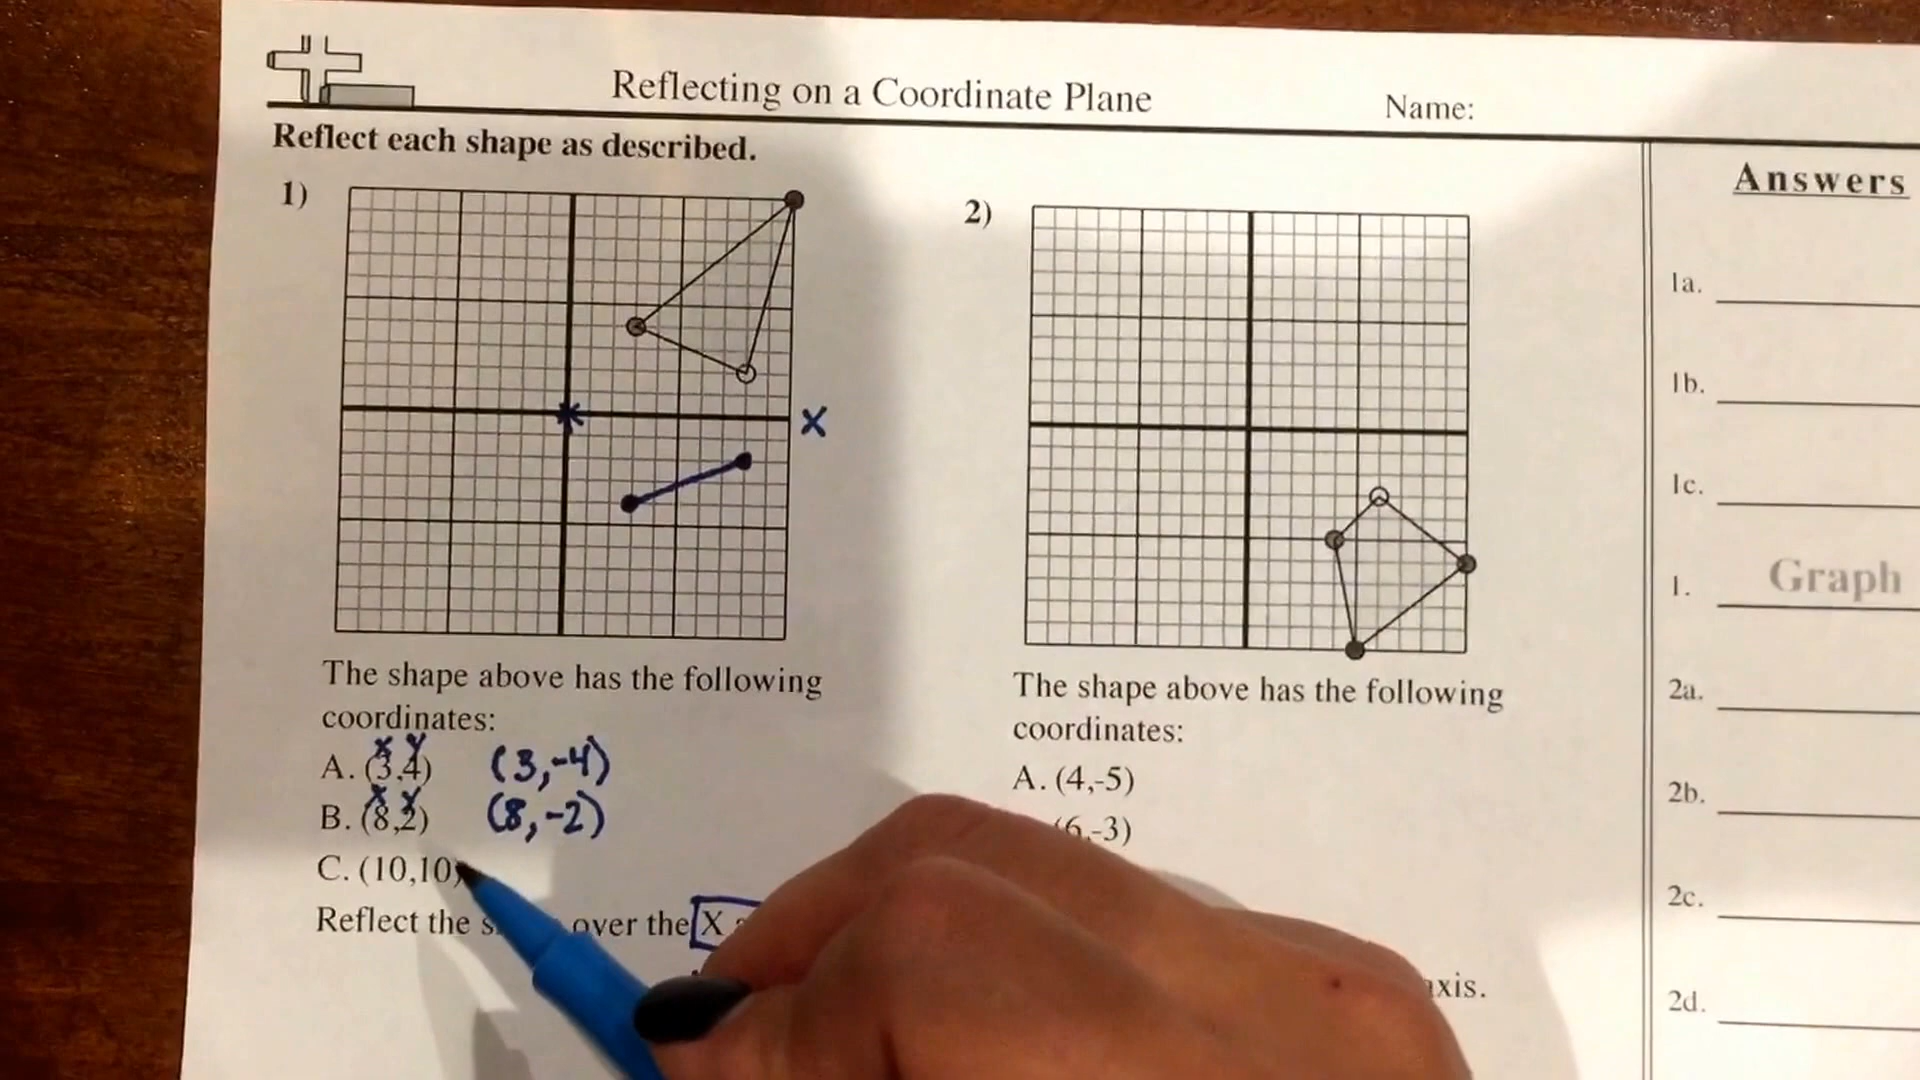 Reflecting on a Coordinate Plane
Name:
Reflect each shape as described.
Answers
1)
X
The shape above has the following
coordinates:
x y
A. (3,4) (3,-4)
x y
B. (8,2) (8,-2)
C. (10,10)
Reflect the over the X
2)
The shape above has the following
coordinates:
A. (4,-5)
(6,-3)
axis.
1a.
1b.
1c.
1. Graph
2a.
2b.
2c.
2d.